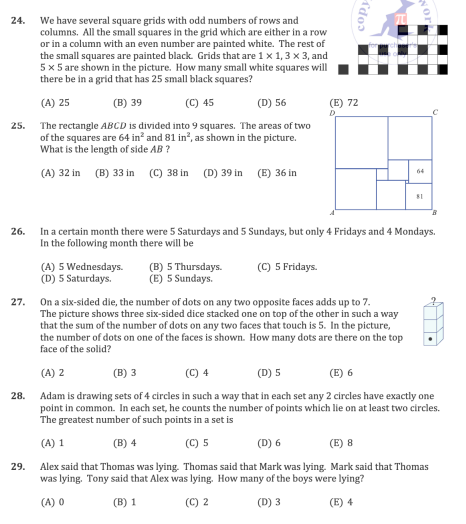 24. We have several square grids with odd numbers of rows and
columns. All the small squares in the grid which are either in a row
or in a column with an even number are painted white. The rest of
the small squares are painted black. Grids that are 1 × 1, 3 × 3, and
5 × 5 are shown in the picture. How many small white squares will
there be in a grid that has 25 small black squares?
(A) 25 (B) 39 (C) 45 (D) 56 (E) 72
25. The rectangle ABCD is divided into 9 squares. The areas of two
of the squares are 64 in² and 81 in², as shown in the picture.
What is the length of side AB ?
(A) 32 in (B) 33 in (C) 38 in (D) 39 in (E) 36 in
D C
64
81
A B
26. In a certain month there were 5 Saturdays and 5 Sundays, but only 4 Fridays and 4 Mondays.
In the following month there will be
(A) 5 Wednesdays. (B) 5 Thursdays. (C) 5 Fridays.
(D) 5 Saturdays. (E) 5 Sundays.
27. On a six-sided die, the number of dots on any two opposite faces adds up to 7.
The picture shows three six-sided dice stacked one on top of the other in such a way
that the sum of the number of dots on any two faces that touch is 5. In the picture,
the number of dots on one of the faces is shown. How many dots are there on the top
face of the solid?
?
(A) 2 (B) 3 (C) 4 (D) 5 (E) 6
28. Adam is drawing sets of 4 circles in such a way that in each set any 2 circles have exactly one
point in common. In each set, he counts the number of points which lie on at least two circles.
The greatest number of such points in a set is
(A) 1 (B) 4 (C) 5 (D) 6 (E) 8
29. Alex said that Thomas was lying. Thomas said that Mark was lying. Mark said that Thomas
was lying. Tony said that Alex was lying. How many of the boys were lying?
(A) 0 (B) 1 (C) 2 (D) 3 (E) 4